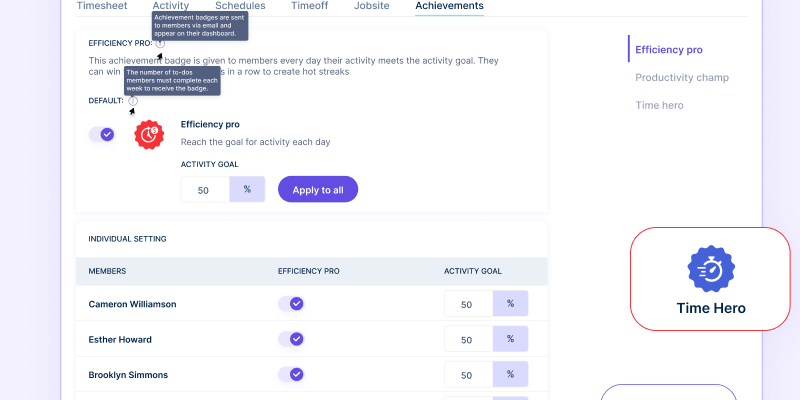 Timesheet Activity Schedules Timeoff Jobsite Achievements
Achievement badges are sent
to members via email and
appear on their dashboard.
EFFICIENCY PRO:
This achievement badge is given to members every day their activity meets the activity goal. They
can win in a row to create hot streaks
The number of to-dos
members must complete each
week to receive the badge.
DEFAULT:
Efficiency pro
Reach the goal for activity each day
ACTIVITY GOAL
50 % Apply to all
INDIVIDUAL SETTING
MEMBERS EFFICIENCY PRO ACTIVITY GOAL
Cameron Williamson 50 %
Esther Howard 50 %
Brooklyn Simmons 50 %
Efficiency pro
Productivity champ
Time hero
Time Hero